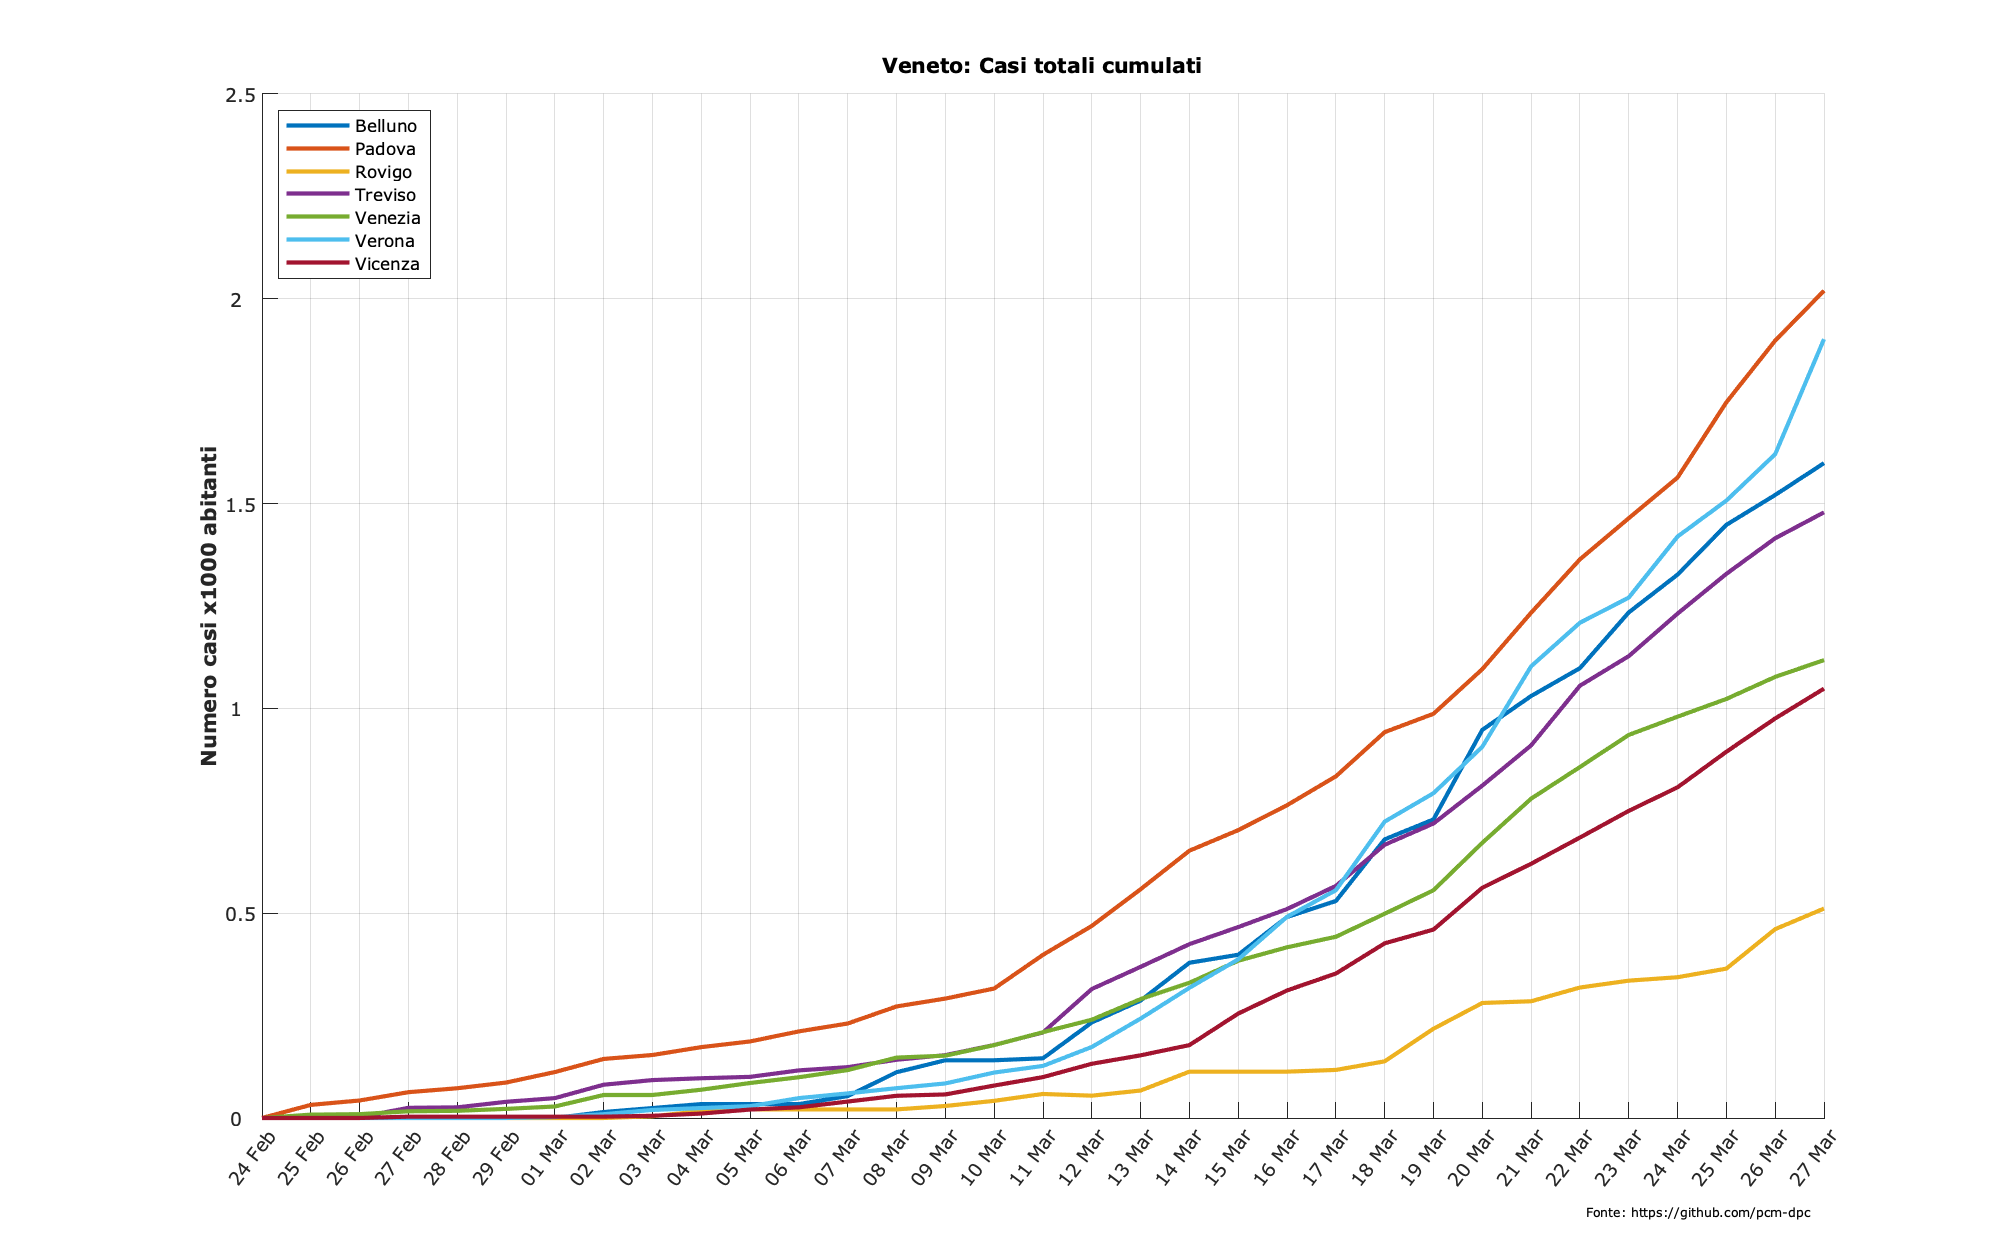 Veneto: Casi totali cumulati
Numero casi x1000 abitanti
2.5
2
1.5
1
0.5
0
Belluno
Padova
Rovigo
Treviso
Venezia
Verona
Vicenza
24 Feb
25 Feb
26 Feb
27 Feb
28 Feb
29 Feb
01 Mar
02 Mar
03 Mar
04 Mar
05 Mar
06 Mar
07 Mar
08 Mar
09 Mar
10 Mar
11 Mar
12 Mar
13 Mar
14 Mar
15 Mar
16 Mar
17 Mar
18 Mar
19 Mar
20 Mar
21 Mar
22 Mar
23 Mar
24 Mar
25 Mar
26 Mar
27 Mar
Fonte: https://github.com/pcm-dpc